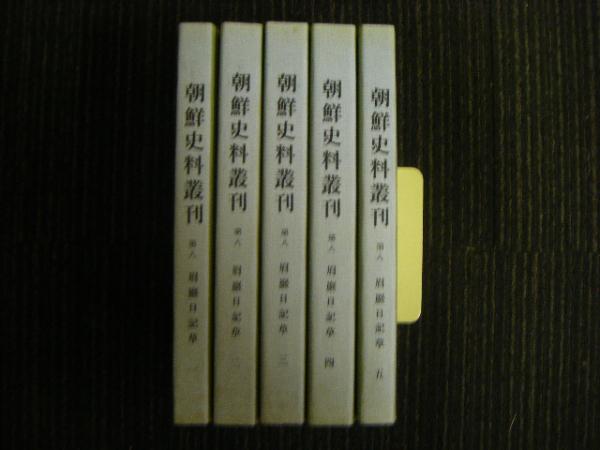 朝鮮史料叢刊 第八 眉巖日記草 一
朝鮮史料叢刊 第八 眉巖日記草 二
朝鮮史料叢刊 第八 眉巖日記草 三
朝鮮史料叢刊 第八 眉巖日記草 四
朝鮮史料叢刊 第八 眉巖日記草 五